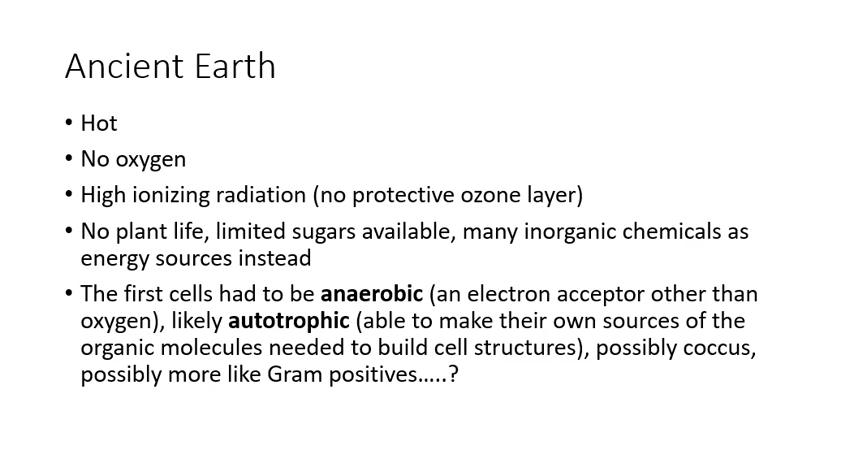 Ancient Earth
• Hot
• No oxygen
• High ionizing radiation (no protective ozone layer)
• No plant life, limited sugars available, many inorganic chemicals as
energy sources instead
• The first cells had to be anaerobic (an electron acceptor other than
oxygen), likely autotrophic (able to make their own sources of the
organic molecules needed to build cell structures), possibly coccus,
possibly more like Gram positives.....?